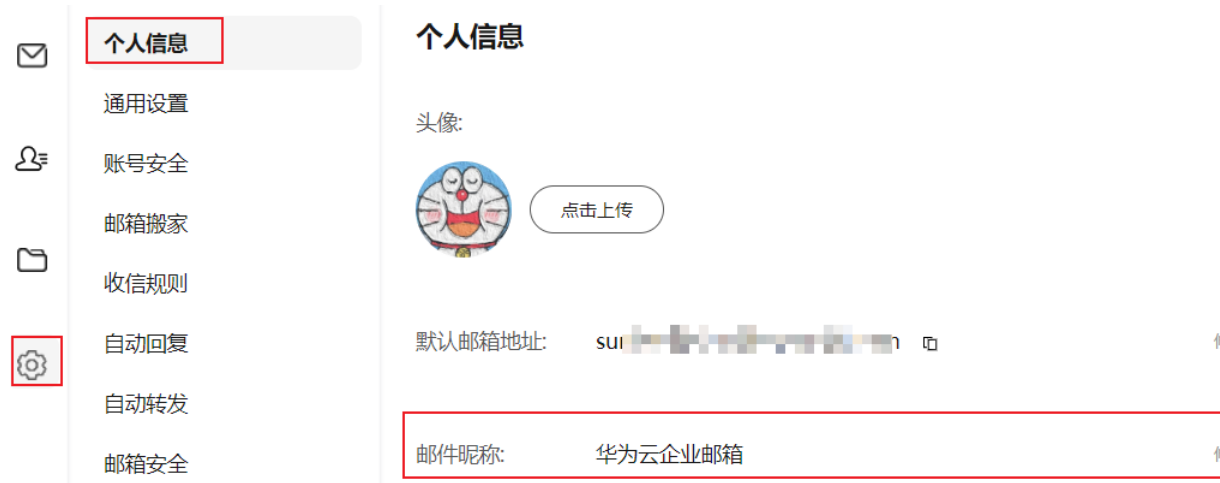 个人信息
通用设置
账号安全
邮箱搬家
收信规则
自动回复
自动转发
邮箱安全
个人信息
头像:
点击上传
默认邮箱地址:
邮件昵称: 华为云企业邮箱